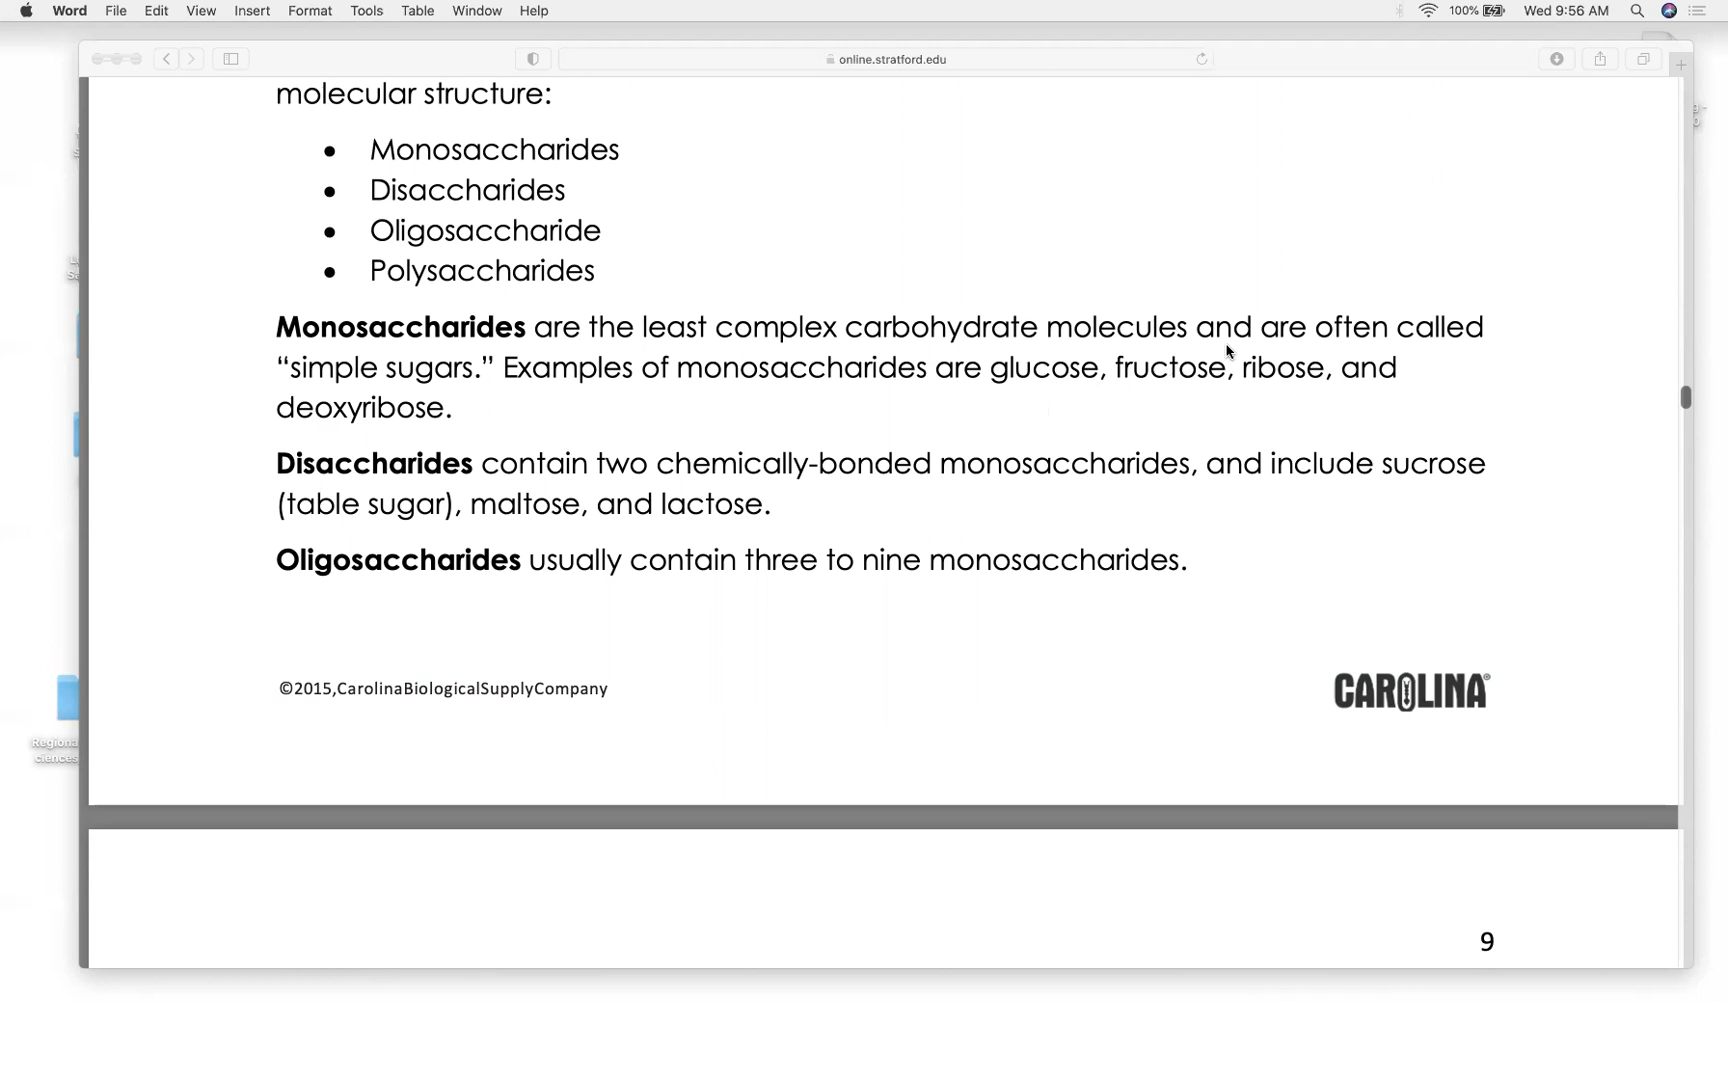 Word File Edit View Insert Format Tools Table Window Help 100% Wed 9:56 AM
online.stratford.edu
molecular structure:
• Monosaccharides
• Disaccharides
• Oligosaccharide
• Polysaccharides
Monosaccharides are the least complex carbohydrate molecules and are often called
“simple sugars.” Examples of monosaccharides are glucose, fructose, ribose, and
deoxyribose.
Disaccharides contain two chemically-bonded monosaccharides, and include sucrose
(table sugar), maltose, and lactose.
Oligosaccharides usually contain three to nine monosaccharides.
©2015,CarolinaBiologicalSupplyCompany CAROLINA®
Regiona
ciences
9